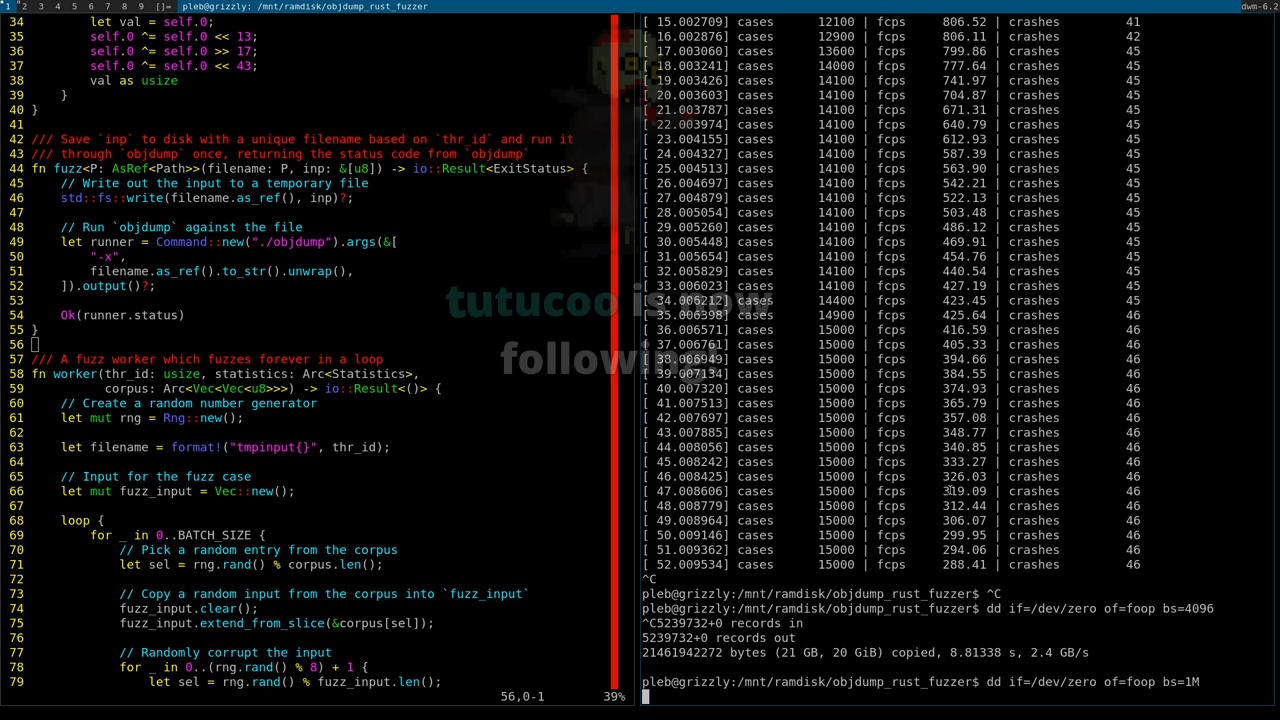 1 2 3 4 5 6 7 8 9 []= pleb@grizzly: /mnt/ramdisk/objdump_rust_fuzzer dwm-6.2
34 let val = self.0;
35 self.0 ^= self.0 << 13;
36 self.0 ^= self.0 >> 17;
37 self.0 ^= self.0 << 43;
38 val as usize
39 }
40 }
41
42 /// Save `inp` to disk with a unique filename based on `thr_id` and run it
43 /// through `objdump` once, returning the status code from `objdump`
44 fn fuzz<P: AsRef<Path>>(filename: P, inp: &[u8]) -> io::Result<ExitStatus> {
45 // Write out the input to a temporary file
46 std::fs::write(filename.as_ref(), inp)?;
47
48 // Run `objdump` against the file
49 let runner = Command::new("./objdump").args(&[
50 "-x",
51 filename.as_ref().to_str().unwrap(),
52 ]).output()?;
53
54 Ok(runner.status)
55 }
56
57 /// A fuzz worker which fuzzes forever in a loop
58 fn worker(thr_id: usize, statistics: Arc<Statistics>,
59 corpus: Arc<Vec<Vec<u8>>>) -> io::Result<()> {
60 // Create a random number generator
61 let mut rng = Rng::new();
62
63 let filename = format!("tmpinput{}", thr_id);
64
65 // Input for the fuzz case
66 let mut fuzz_input = Vec::new();
67
68 loop {
69 for _ in 0..BATCH_SIZE {
70 // Pick a random entry from the corpus
71 let sel = rng.rand() % corpus.len();
72
73 // Copy a random input from the corpus into `fuzz_input`
74 fuzz_input.clear();
75 fuzz_input.extend_from_slice(&corpus[sel]);
76
77 // Randomly corrupt the input
78 for _ in 0..(rng.rand() % 8) + 1 {
79 let sel = rng.rand() % fuzz_input.len();
56,0-1 39%
tutucoo is now
following!
[ 15.002709] cases 12100 | fcps 806.52 | crashes 41
[ 16.002876] cases 12900 | fcps 806.11 | crashes 42
[ 17.003060] cases 13600 | fcps 799.86 | crashes 45
[ 18.003241] cases 14000 | fcps 777.64 | crashes 45
[ 19.003426] cases 14100 | fcps 741.97 | crashes 45
[ 20.003603] cases 14100 | fcps 704.87 | crashes 45
[ 21.003787] cases 14100 | fcps 671.31 | crashes 45
[ 22.003974] cases 14100 | fcps 640.79 | crashes 45
[ 23.004155] cases 14100 | fcps 612.93 | crashes 45
[ 24.004327] cases 14100 | fcps 587.39 | crashes 45
[ 25.004513] cases 14100 | fcps 563.90 | crashes 45
[ 26.004697] cases 14100 | fcps 542.21 | crashes 45
[ 27.004879] cases 14100 | fcps 522.13 | crashes 45
[ 28.005054] cases 14100 | fcps 503.48 | crashes 45
[ 29.005260] cases 14100 | fcps 486.12 | crashes 45
[ 30.005448] cases 14100 | fcps 469.91 | crashes 45
[ 31.005654] cases 14100 | fcps 454.76 | crashes 45
[ 32.005829] cases 14100 | fcps 440.54 | crashes 45
[ 33.006023] cases 14100 | fcps 427.19 | crashes 45
[ 34.006212] cases 14400 | fcps 423.45 | crashes 45
[ cases 14900 | fcps 425.64 | crashes 45
[ 36.006571] cases 15000 | fcps 416.59 | crashes 46
[ 37.006761] cases 15000 | fcps 405.33 | crashes 46
[ 38.006949] cases 15000 | fcps 394.66 | crashes 46
[ 39.007134] cases 15000 | fcps 384.55 | crashes 46
[ 40.007320] cases 15000 | fcps 374.93 | crashes 46
[ 41.007513] cases 15000 | fcps 365.79 | crashes 46
[ 42.007697] cases 15000 | fcps 357.08 | crashes 46
[ 43.007885] cases 15000 | fcps 348.77 | crashes 46
[ 44.008056] cases 15000 | fcps 340.85 | crashes 46
[ 45.008242] cases 15000 | fcps 333.27 | crashes 46
[ 46.008425] cases 15000 | fcps 326.03 | crashes 46
[ 47.008606] cases 15000 | fcps 319.09 | crashes 46
[ 48.008779] cases 15000 | fcps 312.44 | crashes 46
[ 49.008964] cases 15000 | fcps 306.07 | crashes 46
[ 50.009146] cases 15000 | fcps 299.95 | crashes 46
[ 51.009362] cases 15000 | fcps 294.06 | crashes 46
[ 52.009534] cases 15000 | fcps 288.41 | crashes 46
^C
pleb@grizzly:/mnt/ramdisk/objdump_rust_fuzzer$ ^C
pleb@grizzly:/mnt/ramdisk/objdump_rust_fuzzer$ dd if=/dev/zero of=foop bs=4096
^C5239732+0 records in
5239732+0 records out
21461942272 bytes (21 GB, 20 GiB) copied, 8.81338 s, 2.4 GB/s
pleb@grizzly:/mnt/ramdisk/objdump_rust_fuzzer$ dd if=/dev/zero of=foop bs=1M